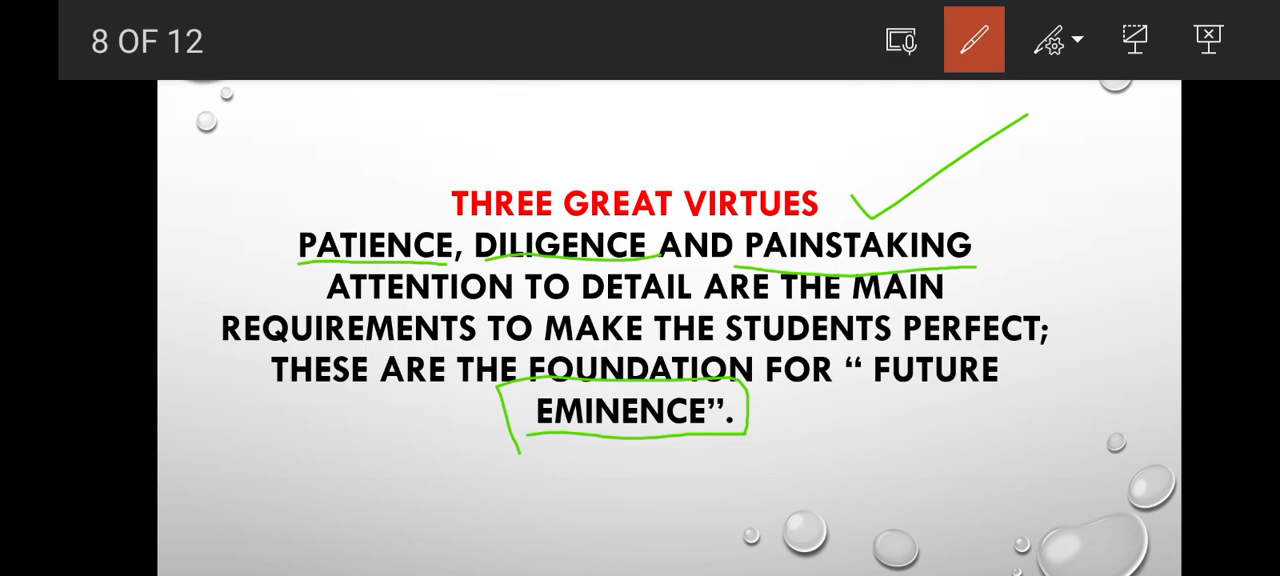 8 OF 12
THREE GREAT VIRTUES
PATIENCE, DILIGENCE AND PAINSTAKING
ATTENTION TO DETAIL ARE THE MAIN
REQUIREMENTS TO MAKE THE STUDENTS PERFECT;
THESE ARE THE FOUNDATION FOR “ FUTURE
EMINENCE”.